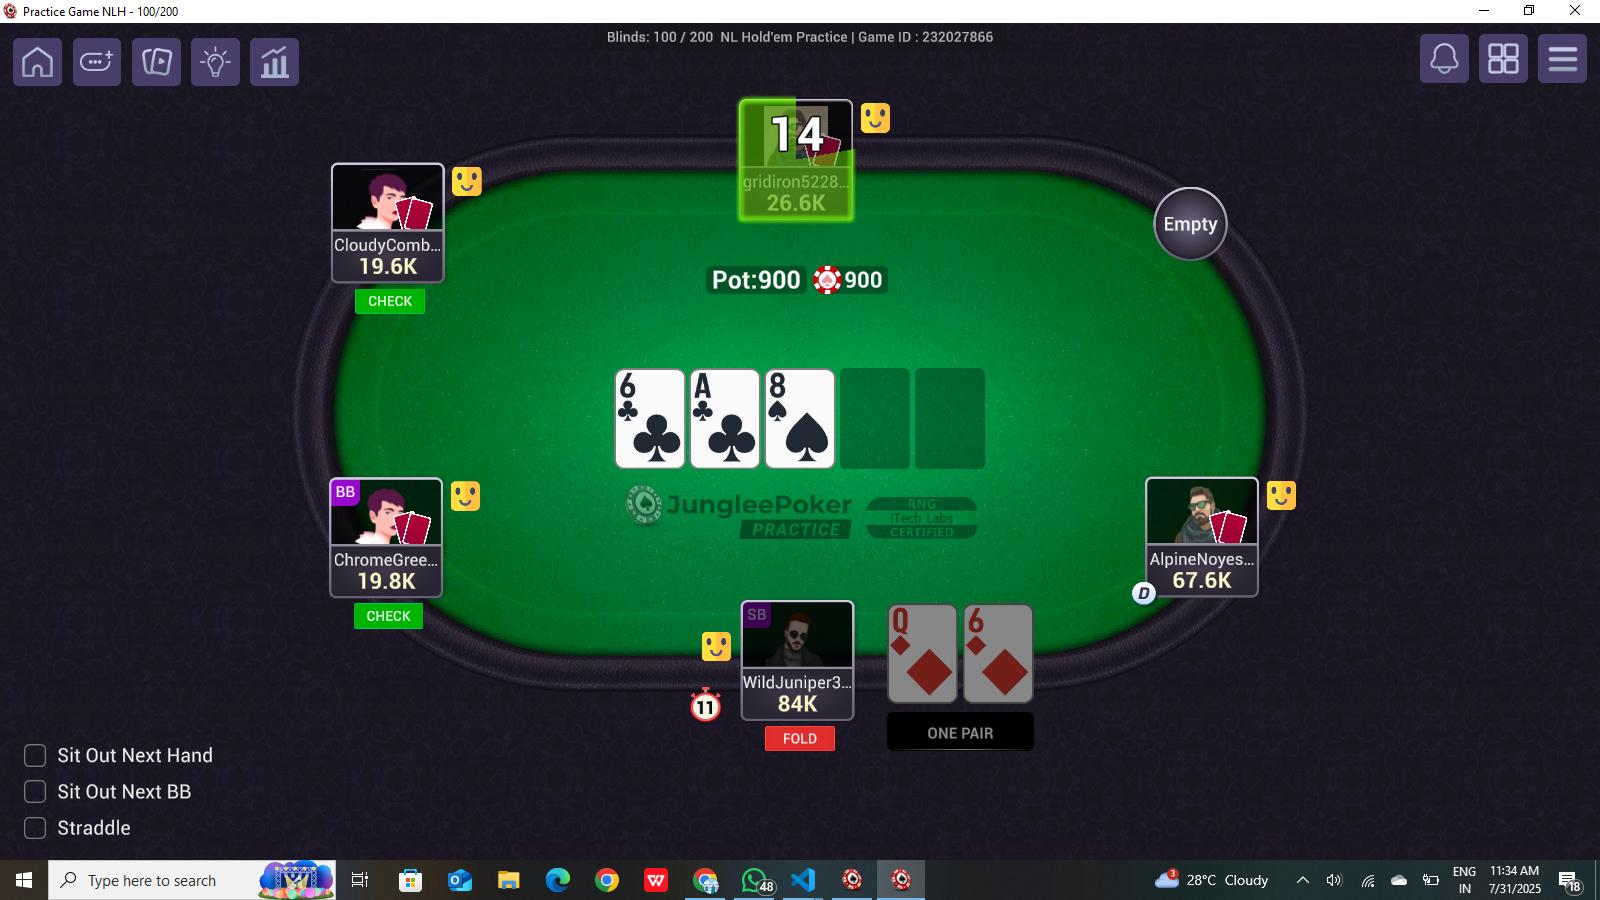 Practice Game NLH - 100/200
Blinds: 100 / 200 NL Hold'em Practice | Game ID : 232027866
14
gridiron5228...
26.6K
CloudyComb...
19.6K
CHECK
Empty
Pot:900 900
6 A 8
JungleePoker
PRACTICE
RNG
iTech Labs
CERTIFIED
BB
ChromeGree...
19.8K
CHECK
AlpineNoyes...
67.6K
D
SB
WildJuniper3...
84K
11
FOLD
Q 6
ONE PAIR
Sit Out Next Hand
Sit Out Next BB
Straddle
Type here to search
48
3
28°C Cloudy
ENG
IN
11:34 AM
7/31/2025
18